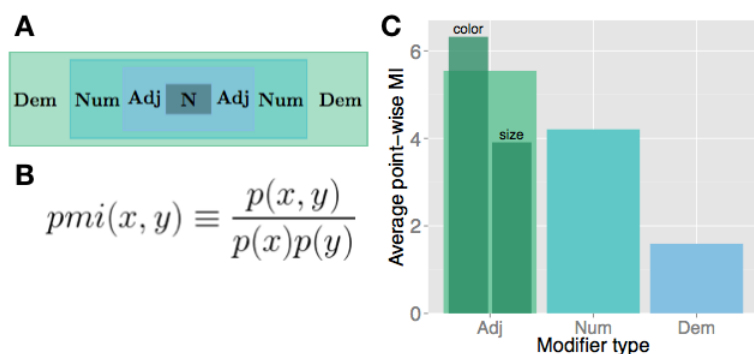 A
Dem Num Adj N Adj Num Dem
B
pmi(x, y) ≡ p(x, y) / p(x)p(y)
C
Average point-wise MI
6
4
2
0
color
size
Adj Num Dem
Modifier type